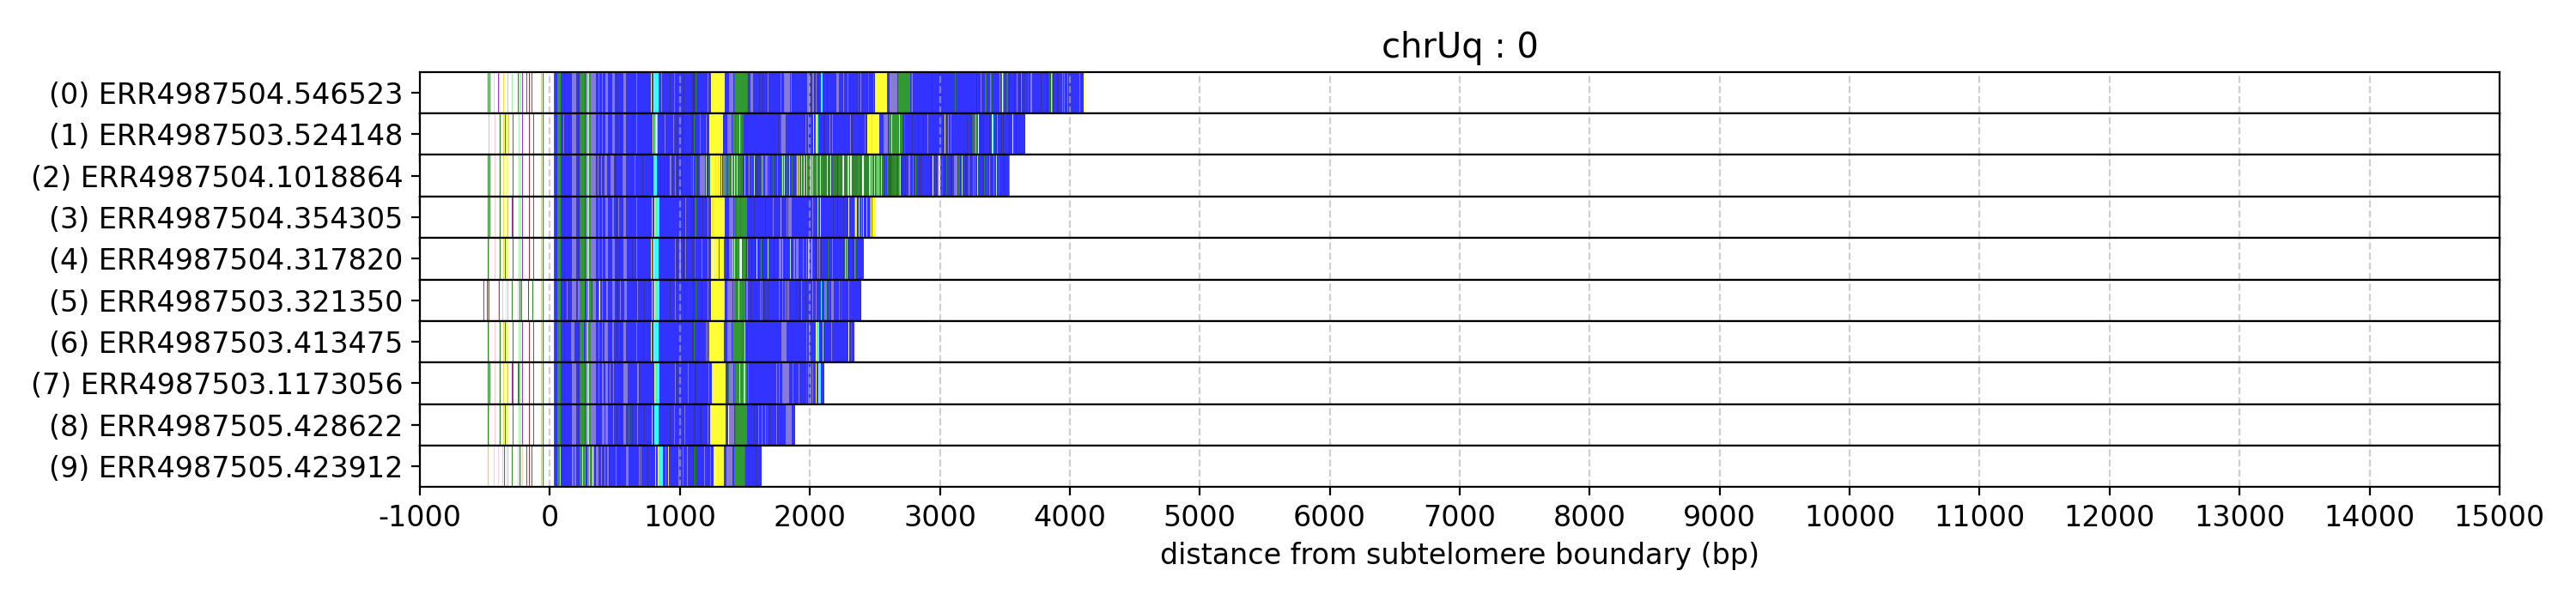 chrUq : 0
(0) ERR4987504.546523
(1) ERR4987503.524148
(2) ERR4987504.1018864
(3) ERR4987504.354305
(4) ERR4987504.317820
(5) ERR4987503.321350
(6) ERR4987503.413475
(7) ERR4987503.1173056
(8) ERR4987505.428622
(9) ERR4987505.423912
-1000 0 1000 2000 3000 4000 5000 6000 7000 8000 9000 10000 11000 12000 13000 14000 15000
distance from subtelomere boundary (bp)